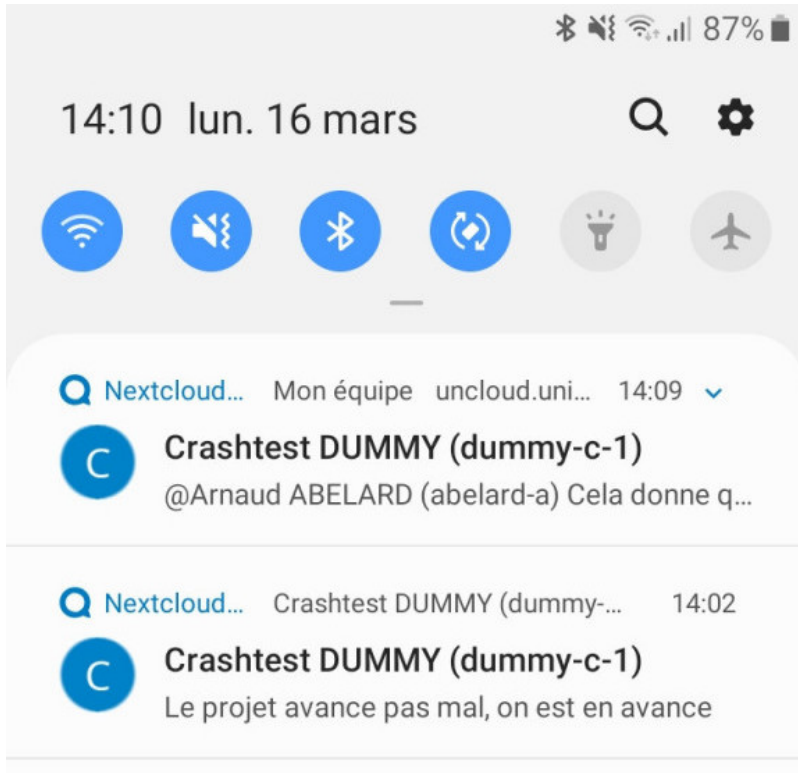 87%
14:10 lun. 16 mars
Nextcloud... Mon équipe uncloud.uni... 14:09
C
Crashtest DUMMY (dummy-c-1)
@Arnaud ABELARD (abelard-a) Cela donne q...
Nextcloud... Crashtest DUMMY (dummy-... 14:02
C
Crashtest DUMMY (dummy-c-1)
Le projet avance pas mal, on est en avance